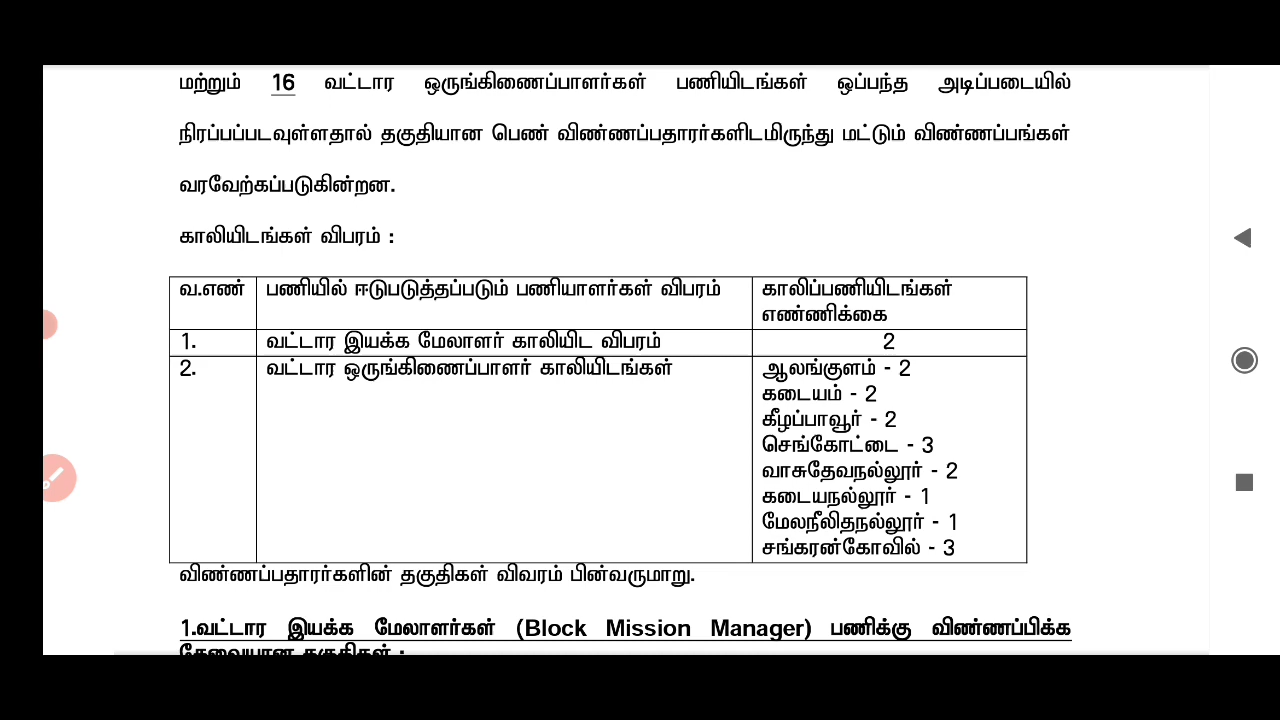 மற்றும் 16 வட்டார ஒருங்கிணைப்பாளர்கள் பணியிடங்கள் ஒப்பந்த அடிப்படையில்
நிரப்பப்படவுள்ளதால் தகுதியான பெண் விண்ணப்பதாரர்களிடமிருந்து மட்டும் விண்ணப்பங்கள்
வரவேற்கப்படுகின்றன.
காலியிடங்கள் விபரம் :
வ.எண் பணியில் ஈடுபடுத்தப்படும் பணியாளர்கள் விபரம் காலிப்பணியிடங்கள்
எண்ணிக்கை
1. வட்டார இயக்க மேலாளர் காலியிட விபரம் 2
2. வட்டார ஒருங்கிணைப்பாளர் காலியிடங்கள் ஆலங்குளம் - 2
கடையம் - 2
கீழப்பாவூர் - 2
செங்கோட்டை - 3
வாசுதேவநல்லூர் - 2
கடையநல்லூர் - 1
மேலநீலிதநல்லூர் - 1
சங்கரன்கோவில் - 3
விண்ணப்பதாரர்களின் தகுதிகள் விவரம் பின்வருமாறு.
1.வட்டார இயக்க மேலாளர்கள் (Block Mission Manager) பணிக்கு விண்ணப்பிக்க
தேவையான தகுதிகள் :